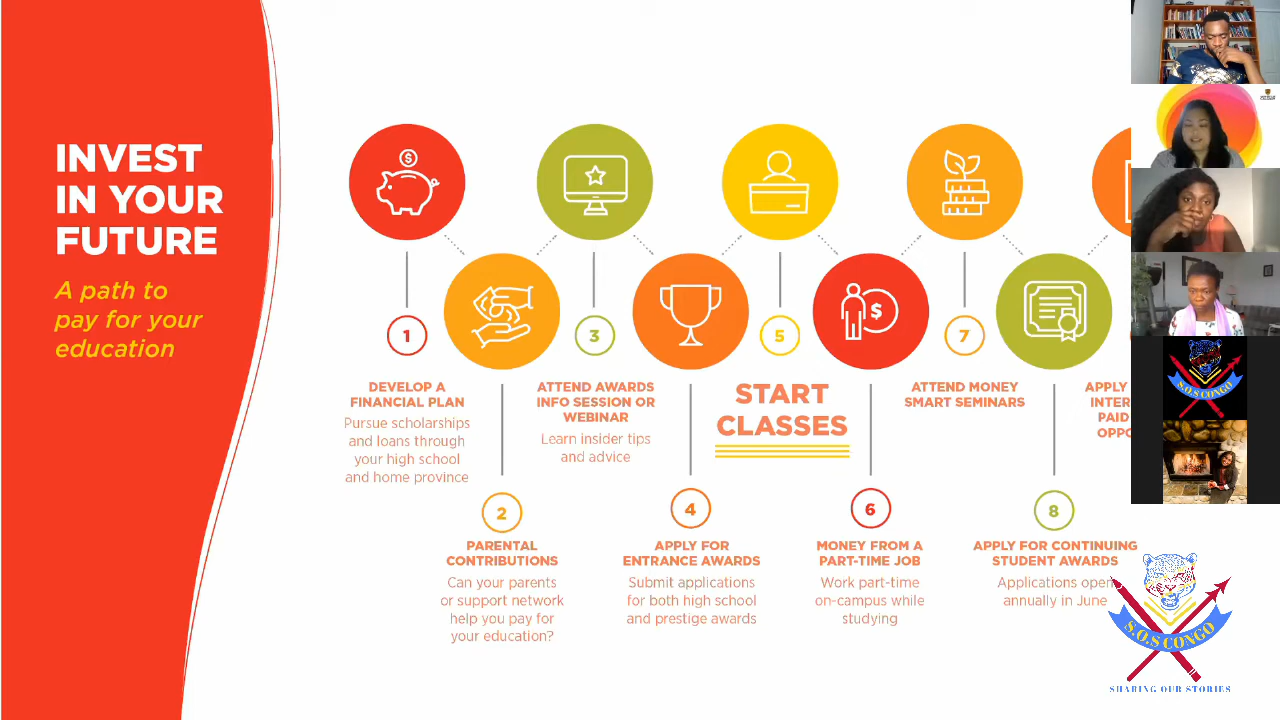 INVEST
IN YOUR
FUTURE
A path to
pay for your
education
1
DEVELOP A
FINANCIAL PLAN
Pursue scholarships
and loans through
your high school
and home province
2
PARENTAL
CONTRIBUTIONS
Can your parents
or support network
help you pay for
your education?
3
ATTEND AWARDS
INFO SESSION OR
WEBINAR
Learn insider tips
and advice
4
APPLY FOR
ENTRANCE AWARDS
Submit applications
for both high school
and prestige awards
5
START
CLASSES
$
6
MONEY FROM A
PART-TIME JOB
Work part-time
on-campus while
studying
7
ATTEND MONEY
SMART SEMINARS
8
APPLY FOR CONTINUING
STUDENT AWARDS
Applications open
annually in June
APPLY
INTER
PAID
OPPO
S.O.S CONGO
S.O.S CONGO
SHARING OUR STORIES